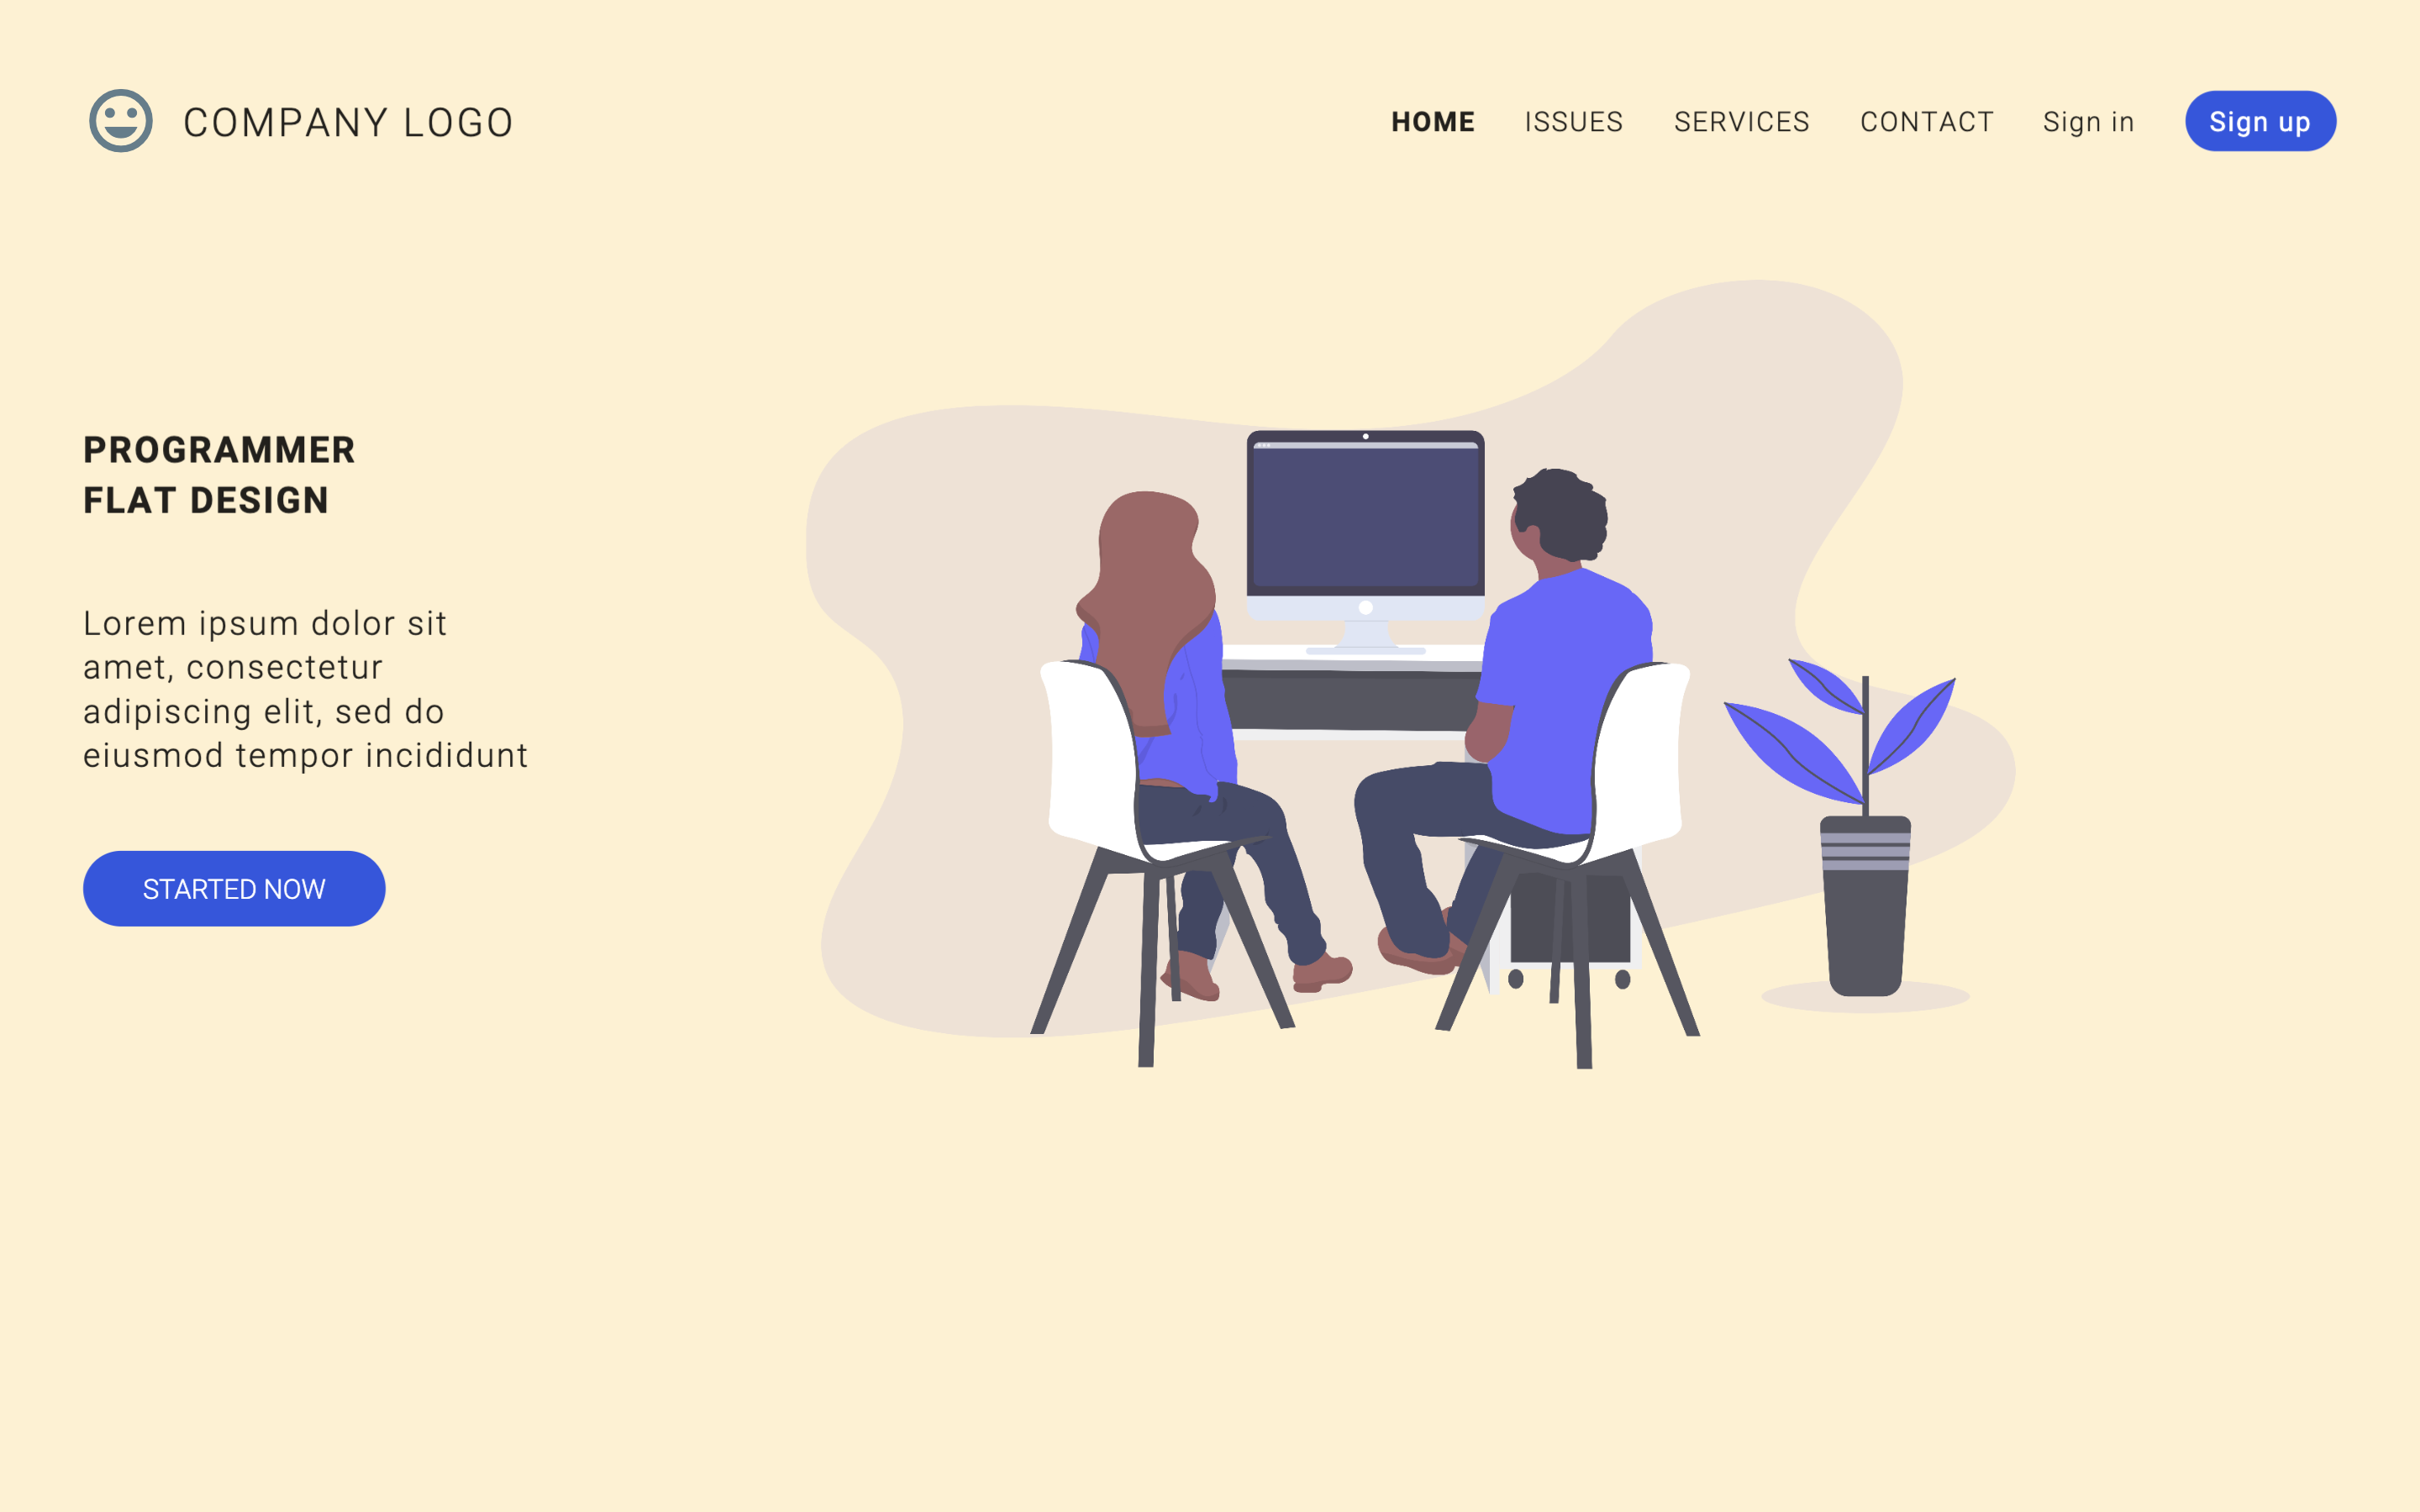 COMPANY LOGO
HOME ISSUES SERVICES CONTACT Sign in Sign up
PROGRAMMER
FLAT DESIGN
Lorem ipsum dolor sit
amet, consectetur
adipiscing elit, sed do
eiusmod tempor incididunt
STARTED NOW